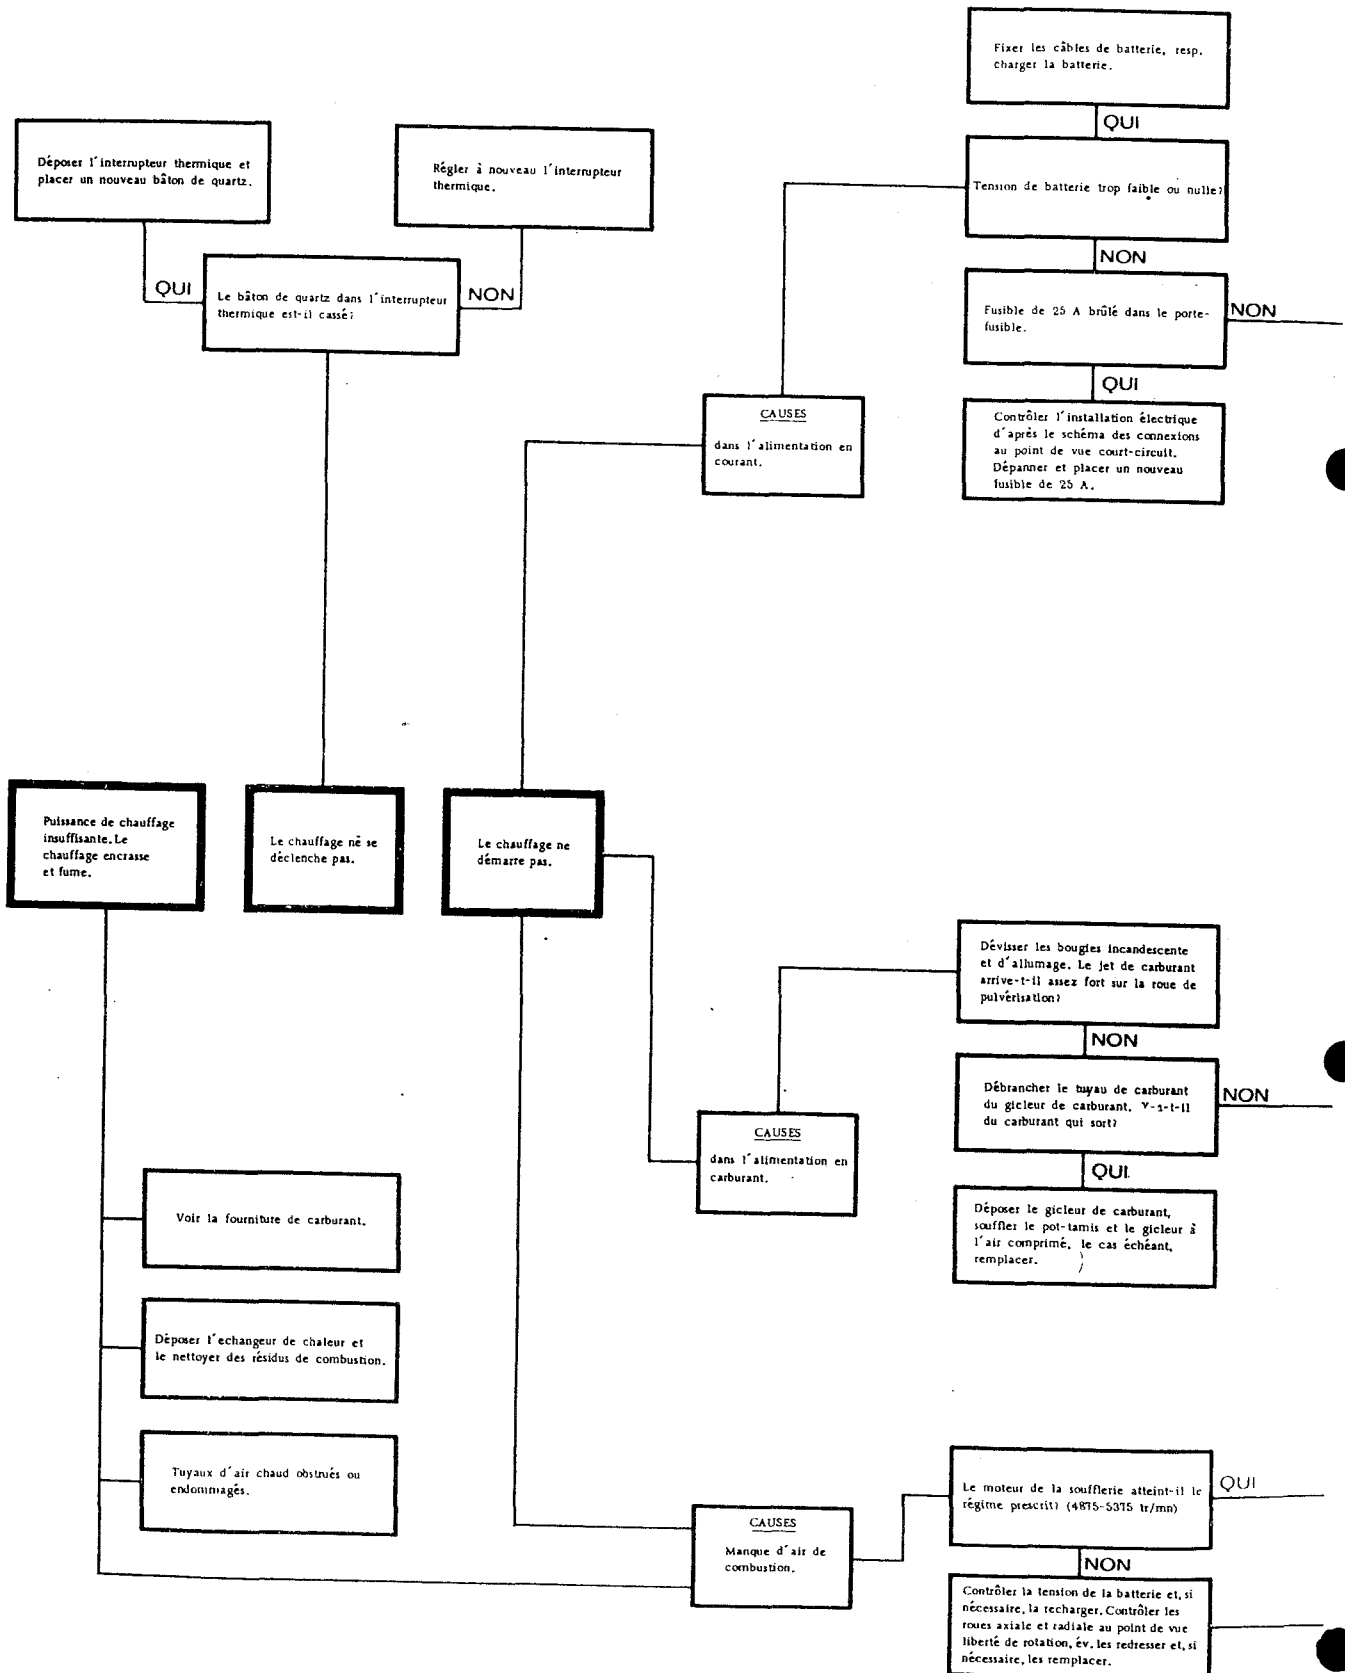 Fixer les câbles de batterie, resp.
charger la batterie.
QUI
Déposer l'interrupteur thermique et
placer un nouveau bâton de quartz.
Régler à nouveau l'interrupteur
thermique.
Tension de batterie trop faible ou nulle?
NON
QUI
Le bâton de quartz dans l'interrupteur
thermique est-il cassé?
NON
Fusible de 25 A brûlé dans le porte-
fusible.
NON
QUI
CAUSES
dans l'alimentation en
courant.
Contrôler l'installation électrique
d'après le schéma des connexions
au point de vue court-circuit.
Dépanner et placer un nouveau
fusible de 25 A.
Puissance de chauffage
insuffisante. Le
chauffage encrasse
et fume.
Le chauffage ne se
déclenche pas.
Le chauffage ne
démarre pas.
Dévisser les bougies incandescente
et d'allumage. Le jet de carburant
arrive-t-il assez fort sur la roue de
pulvérisation?
NON
Débrancher le tuyau de carburant
du gicleur de carburant. Y-a-t-il
du carburant qui sort?
NON
QUI
CAUSES
dans l'alimentation en
carburant.
Déposer le gicleur de carburant,
souffler le pot-tamis et le gicleur à
l'air comprimé, le cas échéant,
remplacer.
Voir la fourniture de carburant.
Déposer l'echangeur de chaleur et
le nettoyer des résidus de combustion.
Tuyaux d'air chaud obstrués ou
endommagés.
CAUSES
Manque d'air de
combustion.
Le moteur de la soufflerie atteint-il le
régime prescrit? (4875-5375 tr/mn)
QUI
NON
Contrôler la tension de la batterie et, si
nécessaire, la recharger. Contrôler les
roues axiale et radiale au point de vue
liberté de rotation, év. les redresser et, si
nécessaire, les remplacer.